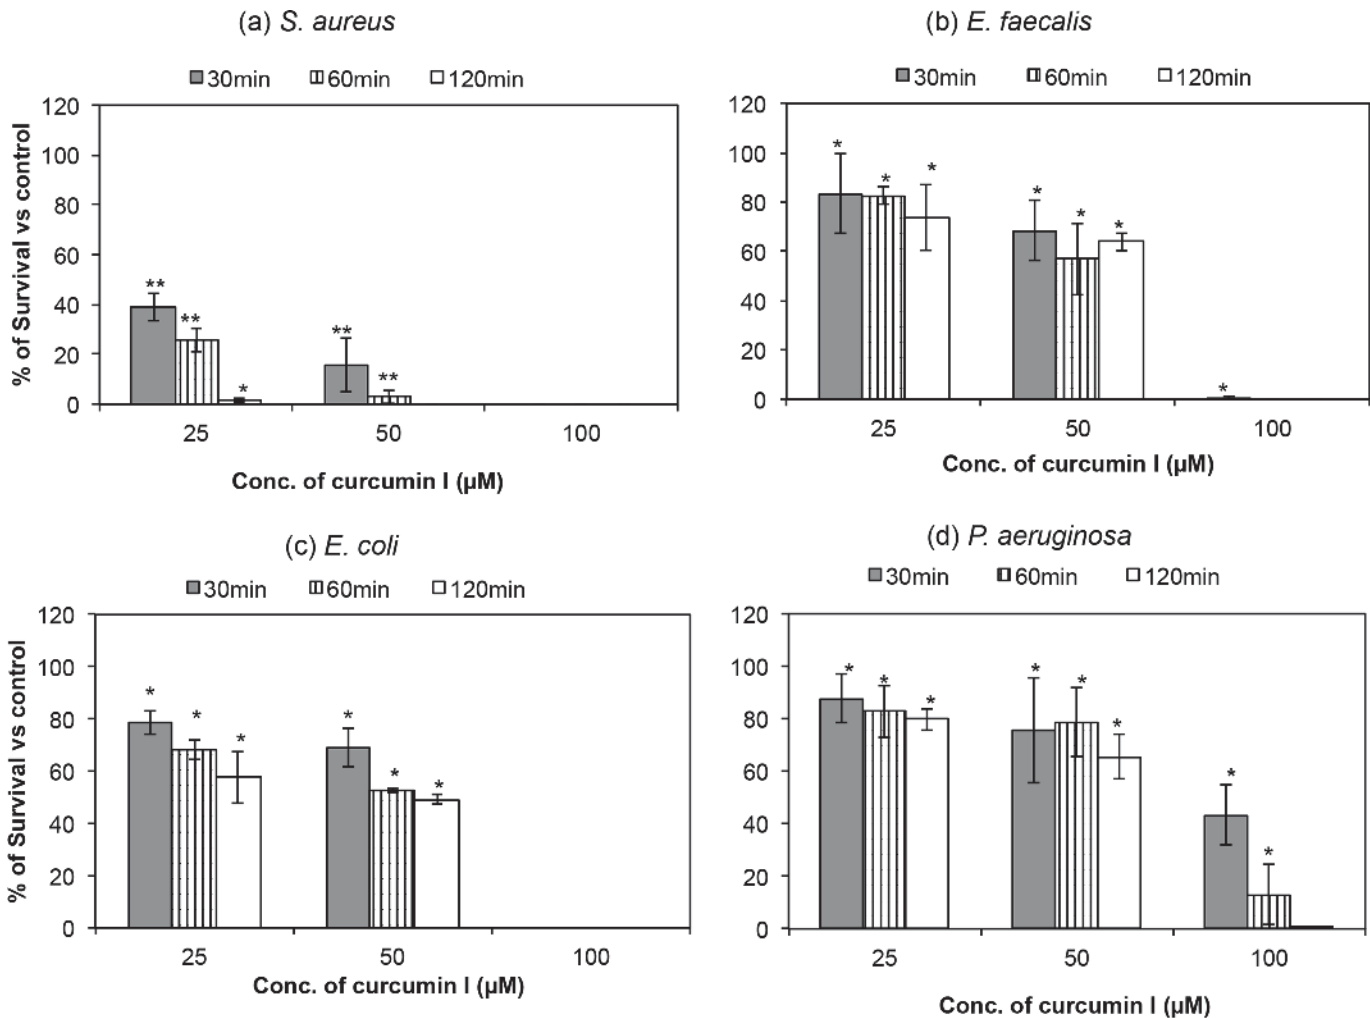 (a) S. aureus
30min 60min 120min
120
100
80
60
40
20
0
% of Survival vs control
** ** * ** **
25 50 100
Conc. of curcumin I (µM)
(b) E. faecalis
30min 60min 120min
120
100
80
60
40
20
0
* * * * * * *
25 50 100
Conc. of curcumin I (µM)
(c) E. coli
30min 60min 120min
120
100
80
60
40
20
0
% of Survival vs control
* * * * * *
25 50 100
Conc. of curcumin I (µM)
(d) P. aeruginosa
30min 60min 120min
120
100
80
60
40
20
0
* * * * * * * *
25 50 100
Conc. of curcumin I (µM)